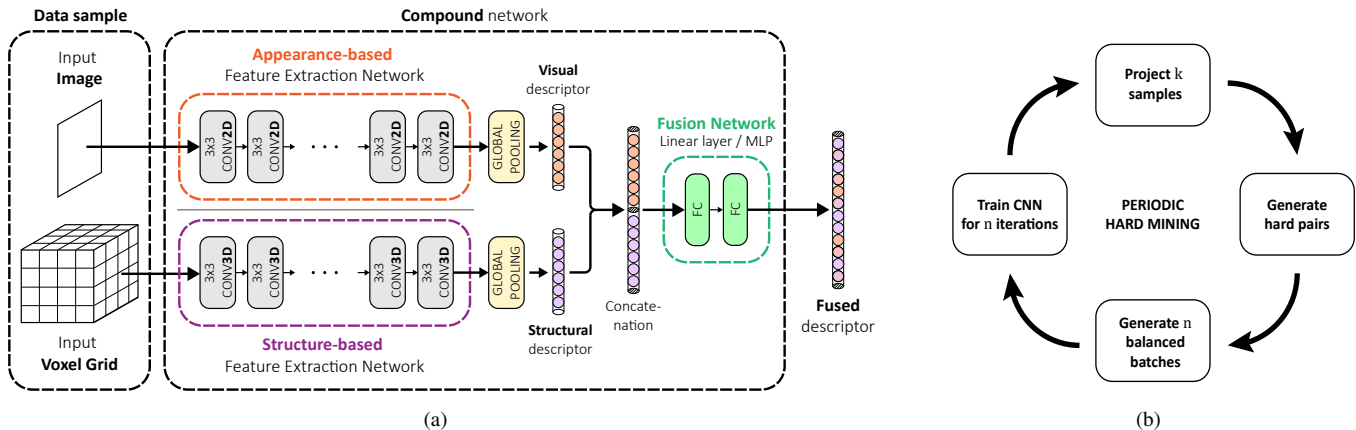 Data sample
Input
Image
Input
Voxel Grid
Compound network
Appearance-based
Feature Extraction Network
3x3
CONV2D
3x3
CONV2D
· · ·
3x3
CONV2D
3x3
CONV2D
GLOBAL
POOLING
Visual
descriptor
3x3
CONV3D
3x3
CONV3D
· · ·
3x3
CONV3D
3x3
CONV3D
GLOBAL
POOLING
Structural
descriptor
Structure-based
Feature Extraction Network
Concate-
nation
Fusion Network
Linear layer / MLP
FC
FC
Fused
descriptor
(a)
Project k
samples
Generate
hard pairs
Generate n
balanced
batches
Train CNN
for n iterations
PERIODIC
HARD MINING
(b)